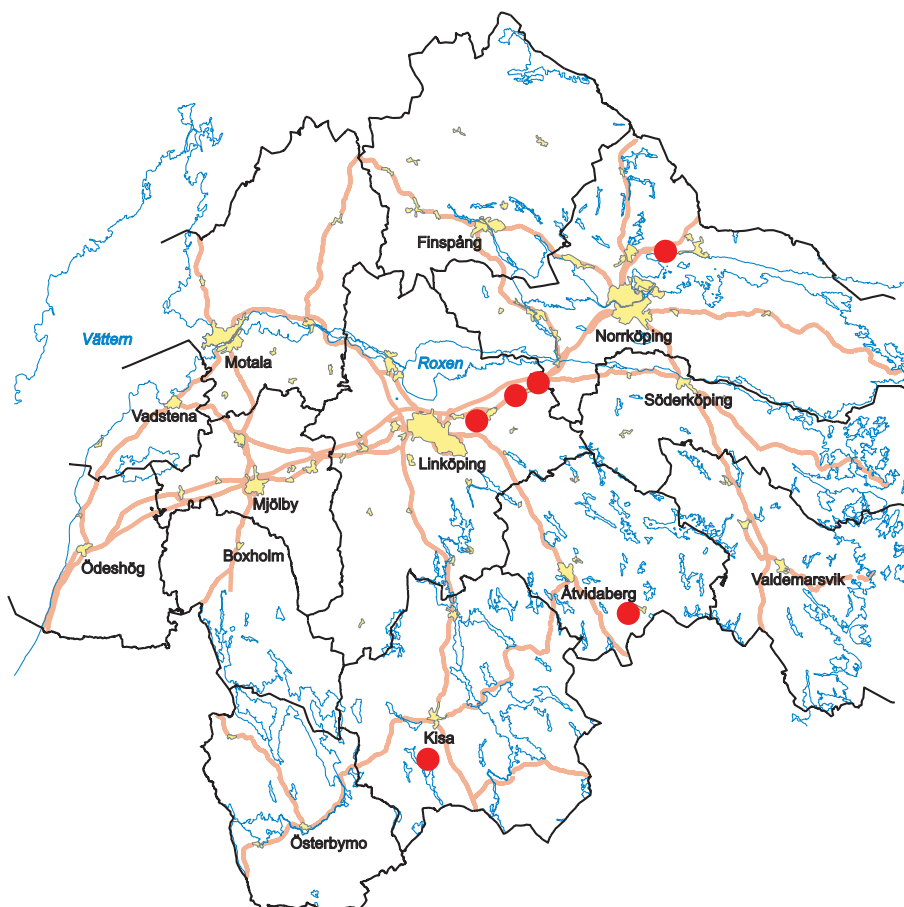 Finspång
Norrköping
Vättern
Motala
Roxen
Vadstena
Söderköping
Linköping
Mjölby
Boxholm
Ödeshög
Åtvidaberg
Valdemarsvik
Kisa
Österbymo